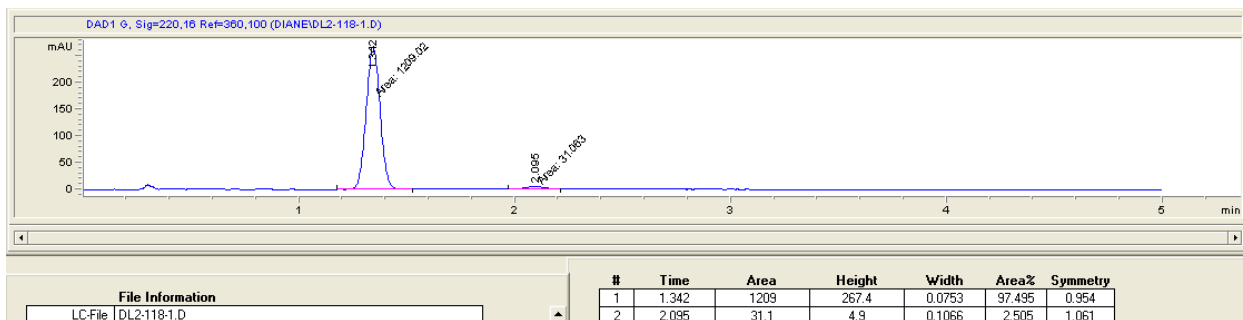 DAD1 G, Sig=220,16 Ref=360,100 (DIANE\DL2-118-1.D)
mAU
1.342
Area: 1209.02
200
150
100
50
0
2.095
Area: 31.063
1 2 3 4 5 min
# Time Area Height Width Area% Symmetry
1 1.342 1209 267.4 0.0753 97.495 0.954
2 2.095 31.1 4.9 0.1066 2.505 1.061
File Information
LC-File DL2-118-1.D